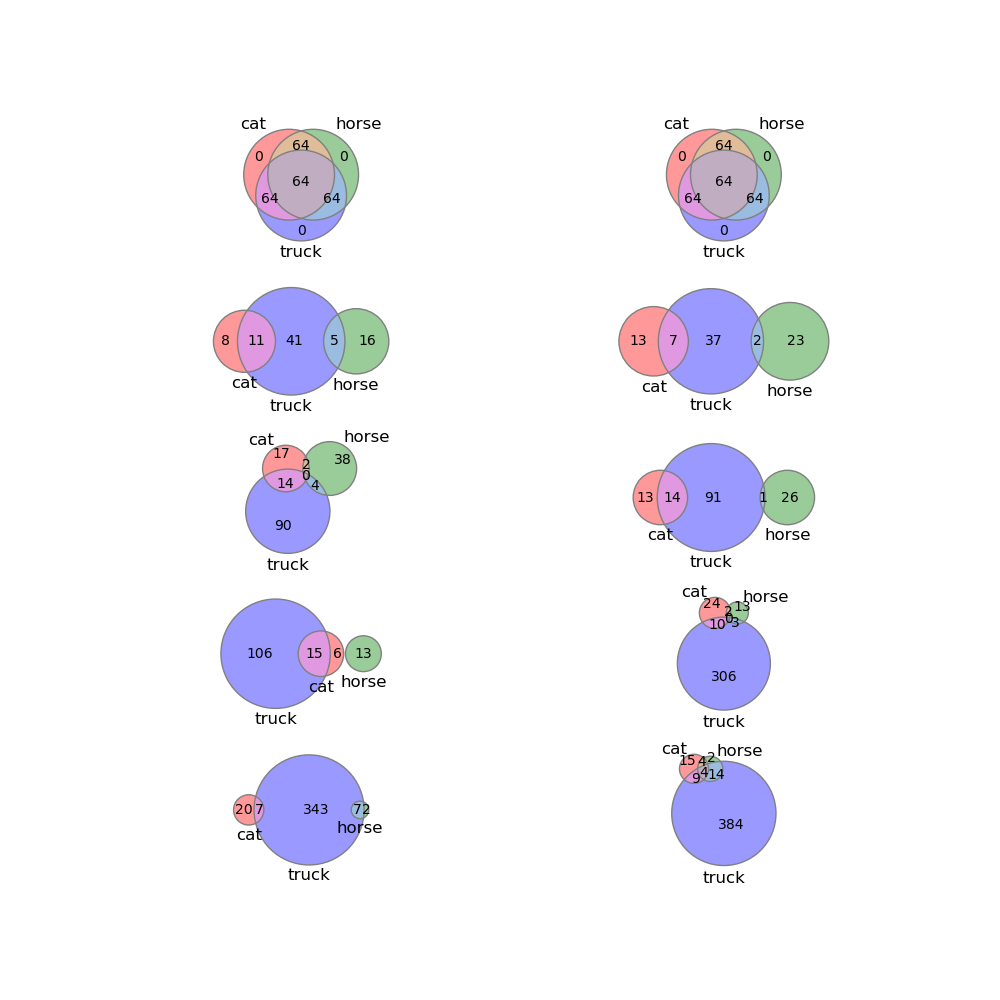 cat horse
0 64 0
64
64 64
0
truck
cat horse
0 64 0
64
64 64
0
truck
8 11 41 5 16
cat horse
truck
13 7 37 2 23
cat horse
truck
cat horse
17 2 38
0
14 4
90
truck
13 14 91 1 26
cat horse
truck
106 15 6 13
cat horse
truck
cat horse
24 2 13
0
10 3
306
truck
20 7 343 7 2
cat horse
truck
cat horse
15 4 2
4
9 14
384
truck